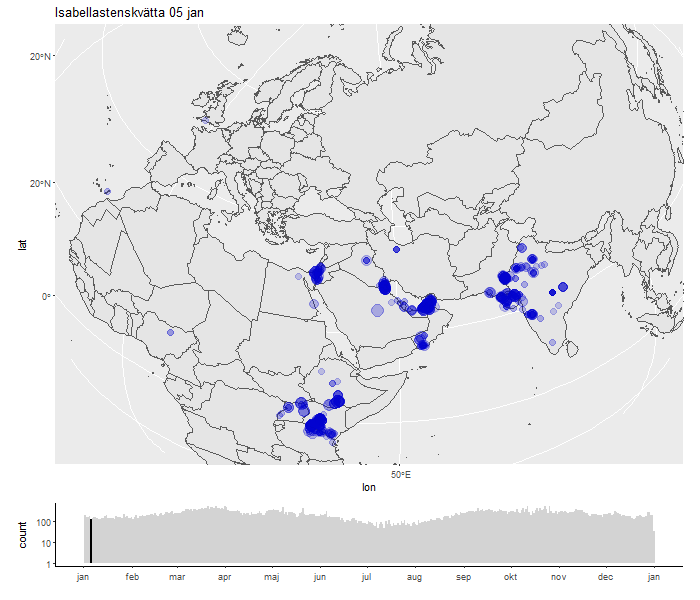 Isabellastenskvätta 05 jan
20°N
20°N
lat
0°
50°E
lon
count
100
10
1
jan feb mar apr maj jun jul aug sep okt nov dec jan